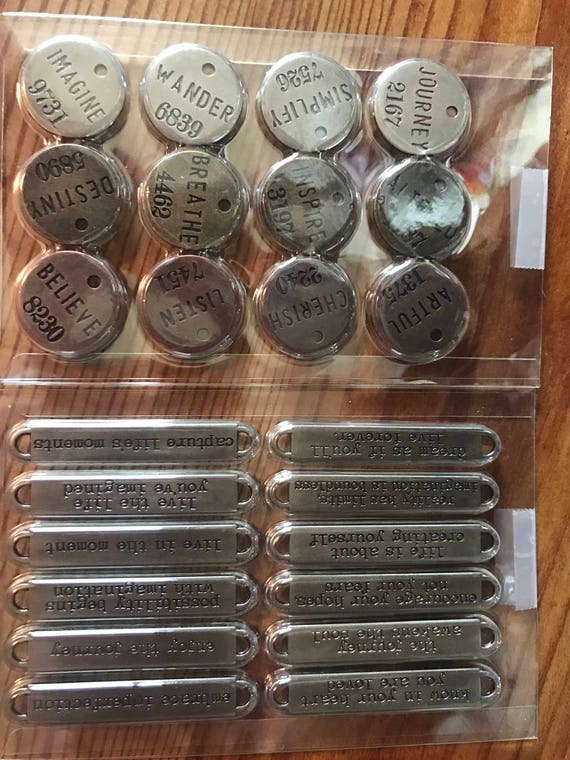 IMAGINE
9731
WANDER
6839
SIMPLIFY
7526
JOURNEY
2167
DESTINY
5890
BREATHE
4462
INSPIRE
3797
BELIEVE
8230
LISTEN
7451
CHERISH
2240
ARTFUL
1375
capture life's moments
dream as if you'll
live forever.
live the life
you've imagined
reality has limits,
imagination is boundless
live in the moment
life is about
creating yourself
possibility begins
with imagination
encourage your hopes,
not your fears
enjoy the journey
the journey
awakens the soul
embrace imperfection
know in your heart
you are loved